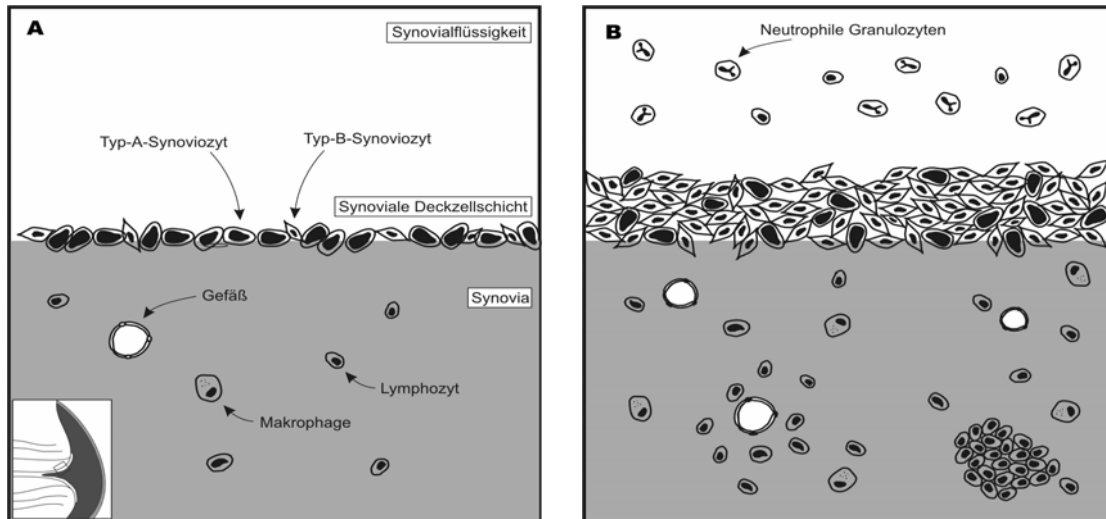 A
Synovialflüssigkeit
Typ-A-Synoviozyt
Typ-B-Synoviozyt
Synoviale Deckzellschicht
Gefäß
Synovia
Lymphozyt
Makrophage
B
Neutrophile Granulozyten